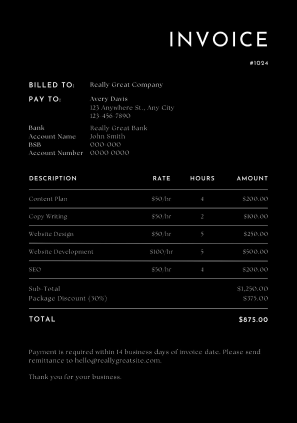 INVOICE
#1024
BILLED TO: Really Great Company
PAY TO: Avery Davis
123 Anywhere St., Any City
123 456 7890
Bank Really Great Bank
Account Name John Smith
BSB 000 000
Account Number 0000 0000
DESCRIPTION RATE HOURS AMOUNT
Content Plan $50/hr 4 $200.00
Copy Writing $50/hr 2 $100.00
Website Design $50/hr 5 $250.00
Website Development $100/hr 5 $500.00
SEO $50/hr 4 $200.00
Sub Total $1,250.00
Package Discount (30%) $375.00
TOTAL $875.00
Payment is required within 14 business days of invoice date. Please send
remittance to hello@reallygreatsite.com.
Thank you for your business.